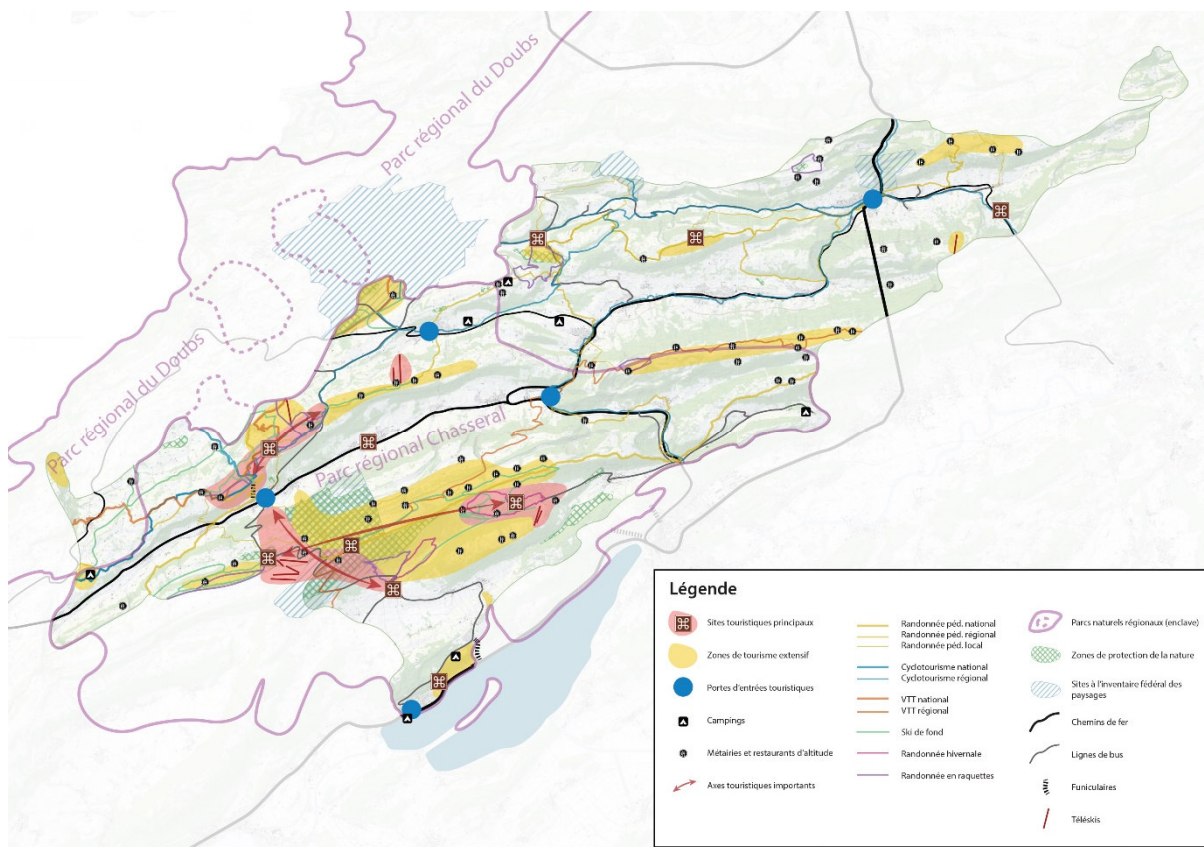 Parc régional du Doubs
Parc régional du Doubs
Parc régional Chasseral
Légende
Sites touristiques principaux
Zones de tourisme extensif
Portes d'entrées touristiques
Campings
Métairies et restaurants d'altitude
Axes touristiques importants
Randonnée péd. national
Randonnée péd. régional
Randonnée péd. local
Cyclotourisme national
Cyclotourisme régional
VTT national
VTT régional
Ski de fond
Randonnée hivernale
Randonnée en raquettes
Parcs naturels régionaux (enclave)
Zones de protection de la nature
Sites à l'inventaire fédéral des
paysages
Chemins de fer
Lignes de bus
Funiculaires
Téléskis